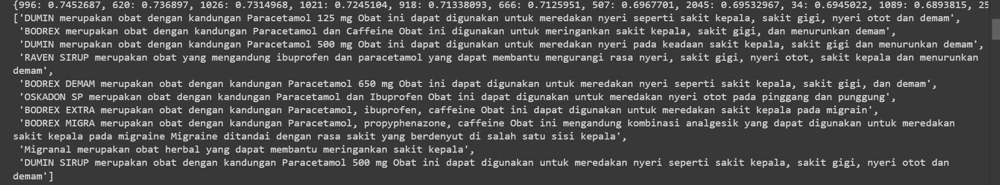 {996: 0.7452687, 620: 0.736897, 1026: 0.7314968, 1021: 0.7245104, 918: 0.71338093, 666: 0.7125951, 507: 0.6967701, 2045: 0.69532967, 34: 0.6945022, 1089: 0.6893815, 25
['DUMIN merupakan obat dengan kandungan Paracetamol 125 mg Obat ini dapat digunakan untuk meredakan nyeri seperti sakit kepala, sakit gigi, nyeri otot dan demam',
'BODREX merupakan obat dengan kandungan Paracetamol dan Caffeine Obat ini digunakan untuk meringankan sakit kepala, sakit gigi, dan menurunkan demam',
'DUMIN merupakan obat dengan kandungan Paracetamol 500 mg Obat ini dapat digunakan untuk meredakan nyeri pada keadaan sakit kepala, sakit gigi dan menurunkan demam',
'RAVEN SIRUP merupakan obat yang mengandung ibuprofen dan paracetamol yang dapat membantu mengurangi rasa nyeri, sakit gigi, nyeri otot, sakit kepala dan menurunkan
demam',
'BODREX DEMAM merupakan obat dengan kandungan Paracetamol 650 mg Obat ini dapat digunakan untuk meredakan nyeri seperti sakit kepala, sakit gigi, dan demam',
'OSKADON SP merupakan obat dengan kandungan Paracetamol dan Ibuprofen Obat ini dapat digunakan untuk meredakan nyeri otot pada pinggang dan punggung',
'BODREX EXTRA merupakan obat dengan kandungan Paracetamol, ibuprofen, caffeine Obat ini dapat digunakan untuk meredakan sakit kepala pada migrain',
'BODREX MIGRA merupakan obat dengan kandungan Paracetamol, propyphenazone, caffeine Obat ini mengandung kombinasi analgesik yang dapat digunakan untuk meredakan
sakit kepala pada migraine Migraine ditandai dengan rasa sakit yang berdenyut di salah satu sisi kepala',
'Migranal merupakan obat herbal yang dapat membantu meringankan sakit kepala',
'DUMIN SIRUP merupakan obat dengan kandungan Paracetamol 500 mg Obat ini dapat digunakan untuk meredakan nyeri seperti sakit kepala, sakit gigi, nyeri otot dan
demam']